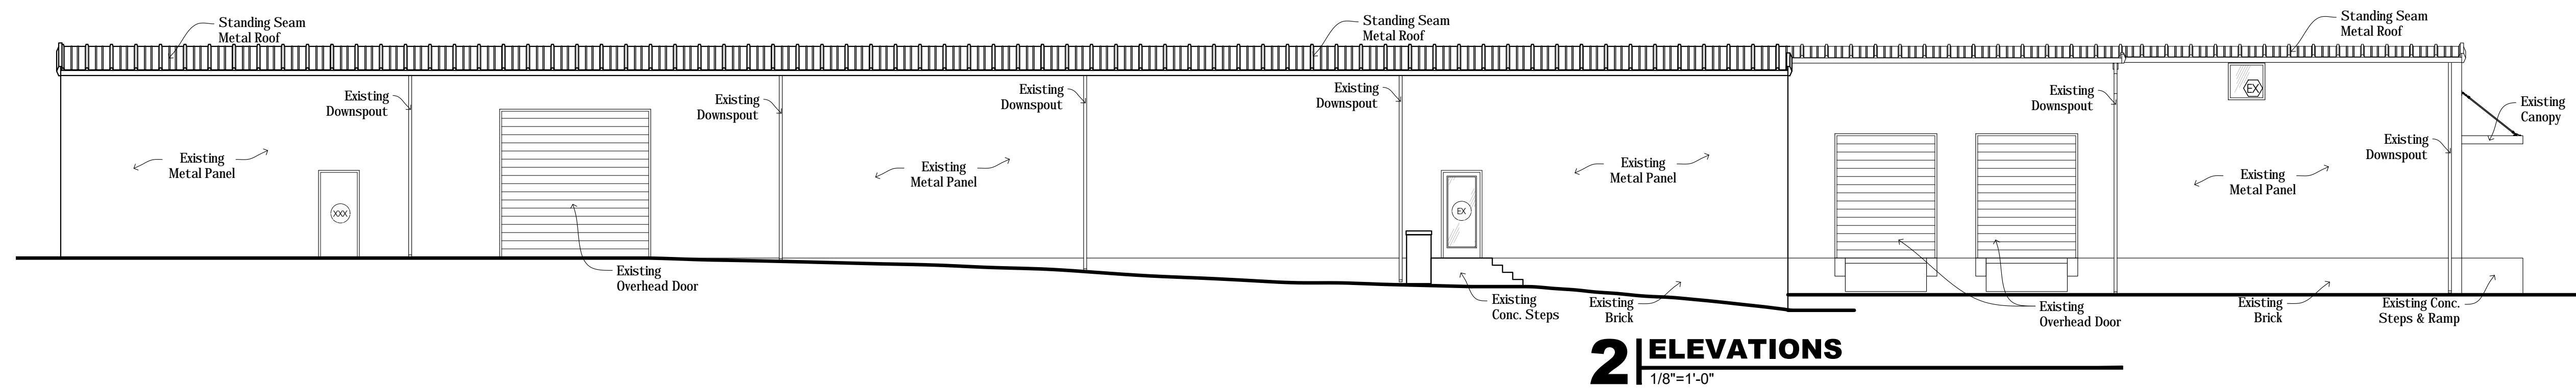 Standing Seam
Metal Roof
Standing Seam
Metal Roof
Standing Seam
Metal Roof
Existing
Downspout
Existing
Downspout
Existing
Downspout
Existing
Downspout
Existing
Downspout
EX
Existing
Canopy
Existing
Downspout
Existing
Metal Panel
Existing
Metal Panel
Existing
Metal Panel
Existing
Metal Panel
XXX
EX
Existing
Overhead Door
Existing
Conc. Steps
Existing
Brick
Existing
Overhead Door
Existing
Brick
Existing Conc.
Steps & Ramp
2
ELEVATIONS
1/8"=1'-0"